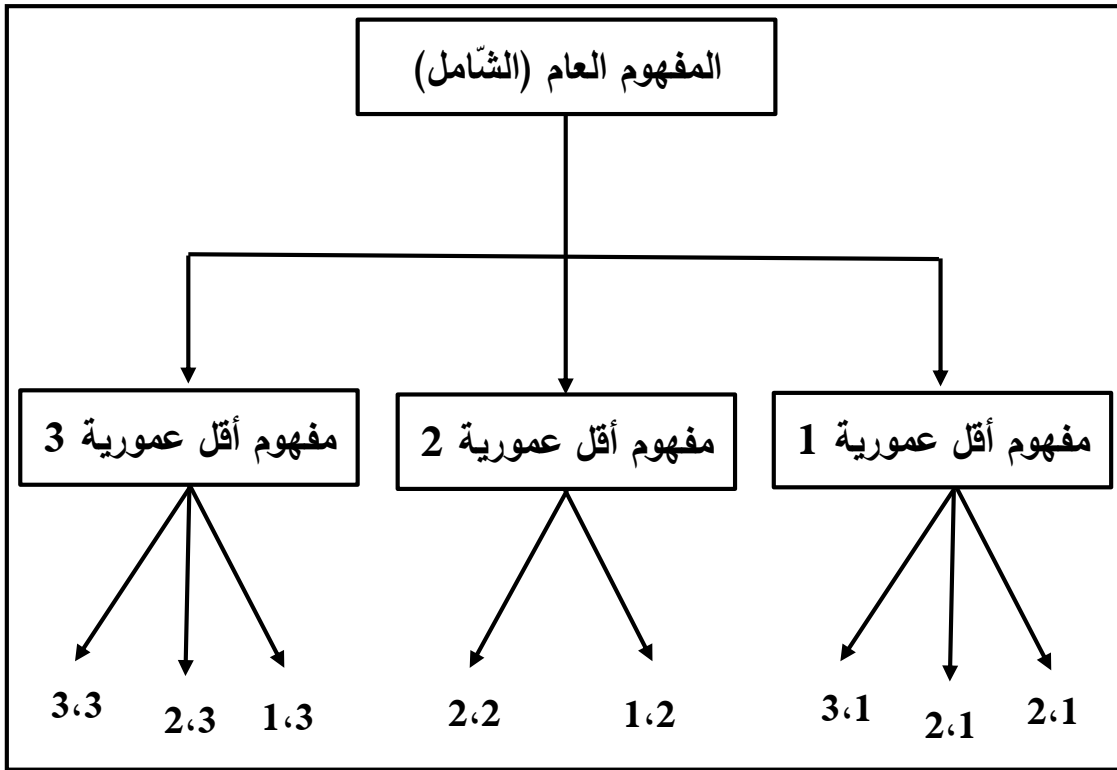 المفهوم العام (الشّامل)
مفهوم أقل عمورية 1
مفهوم أقل عمورية 2
مفهوم أقل عمورية 3
2،1
2،1
3،1
1،2
2،2
1،3
2،3
3،3